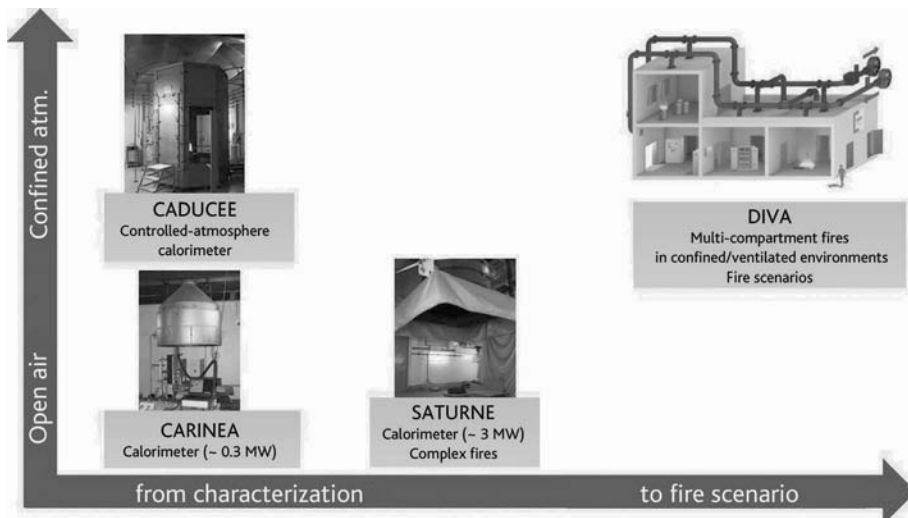 Confined atm.
Open air
CADUCEE
Controlled-atmosphere
calorimeter
DIVA
Multi-compartment fires
in confined/ventilated environments
Fire scenarios
CARINEA
Calorimeter (~ 0.3 MW)
SATURNE
Calorimeter (~ 3 MW)
Complex fires
from characterization
to fire scenario